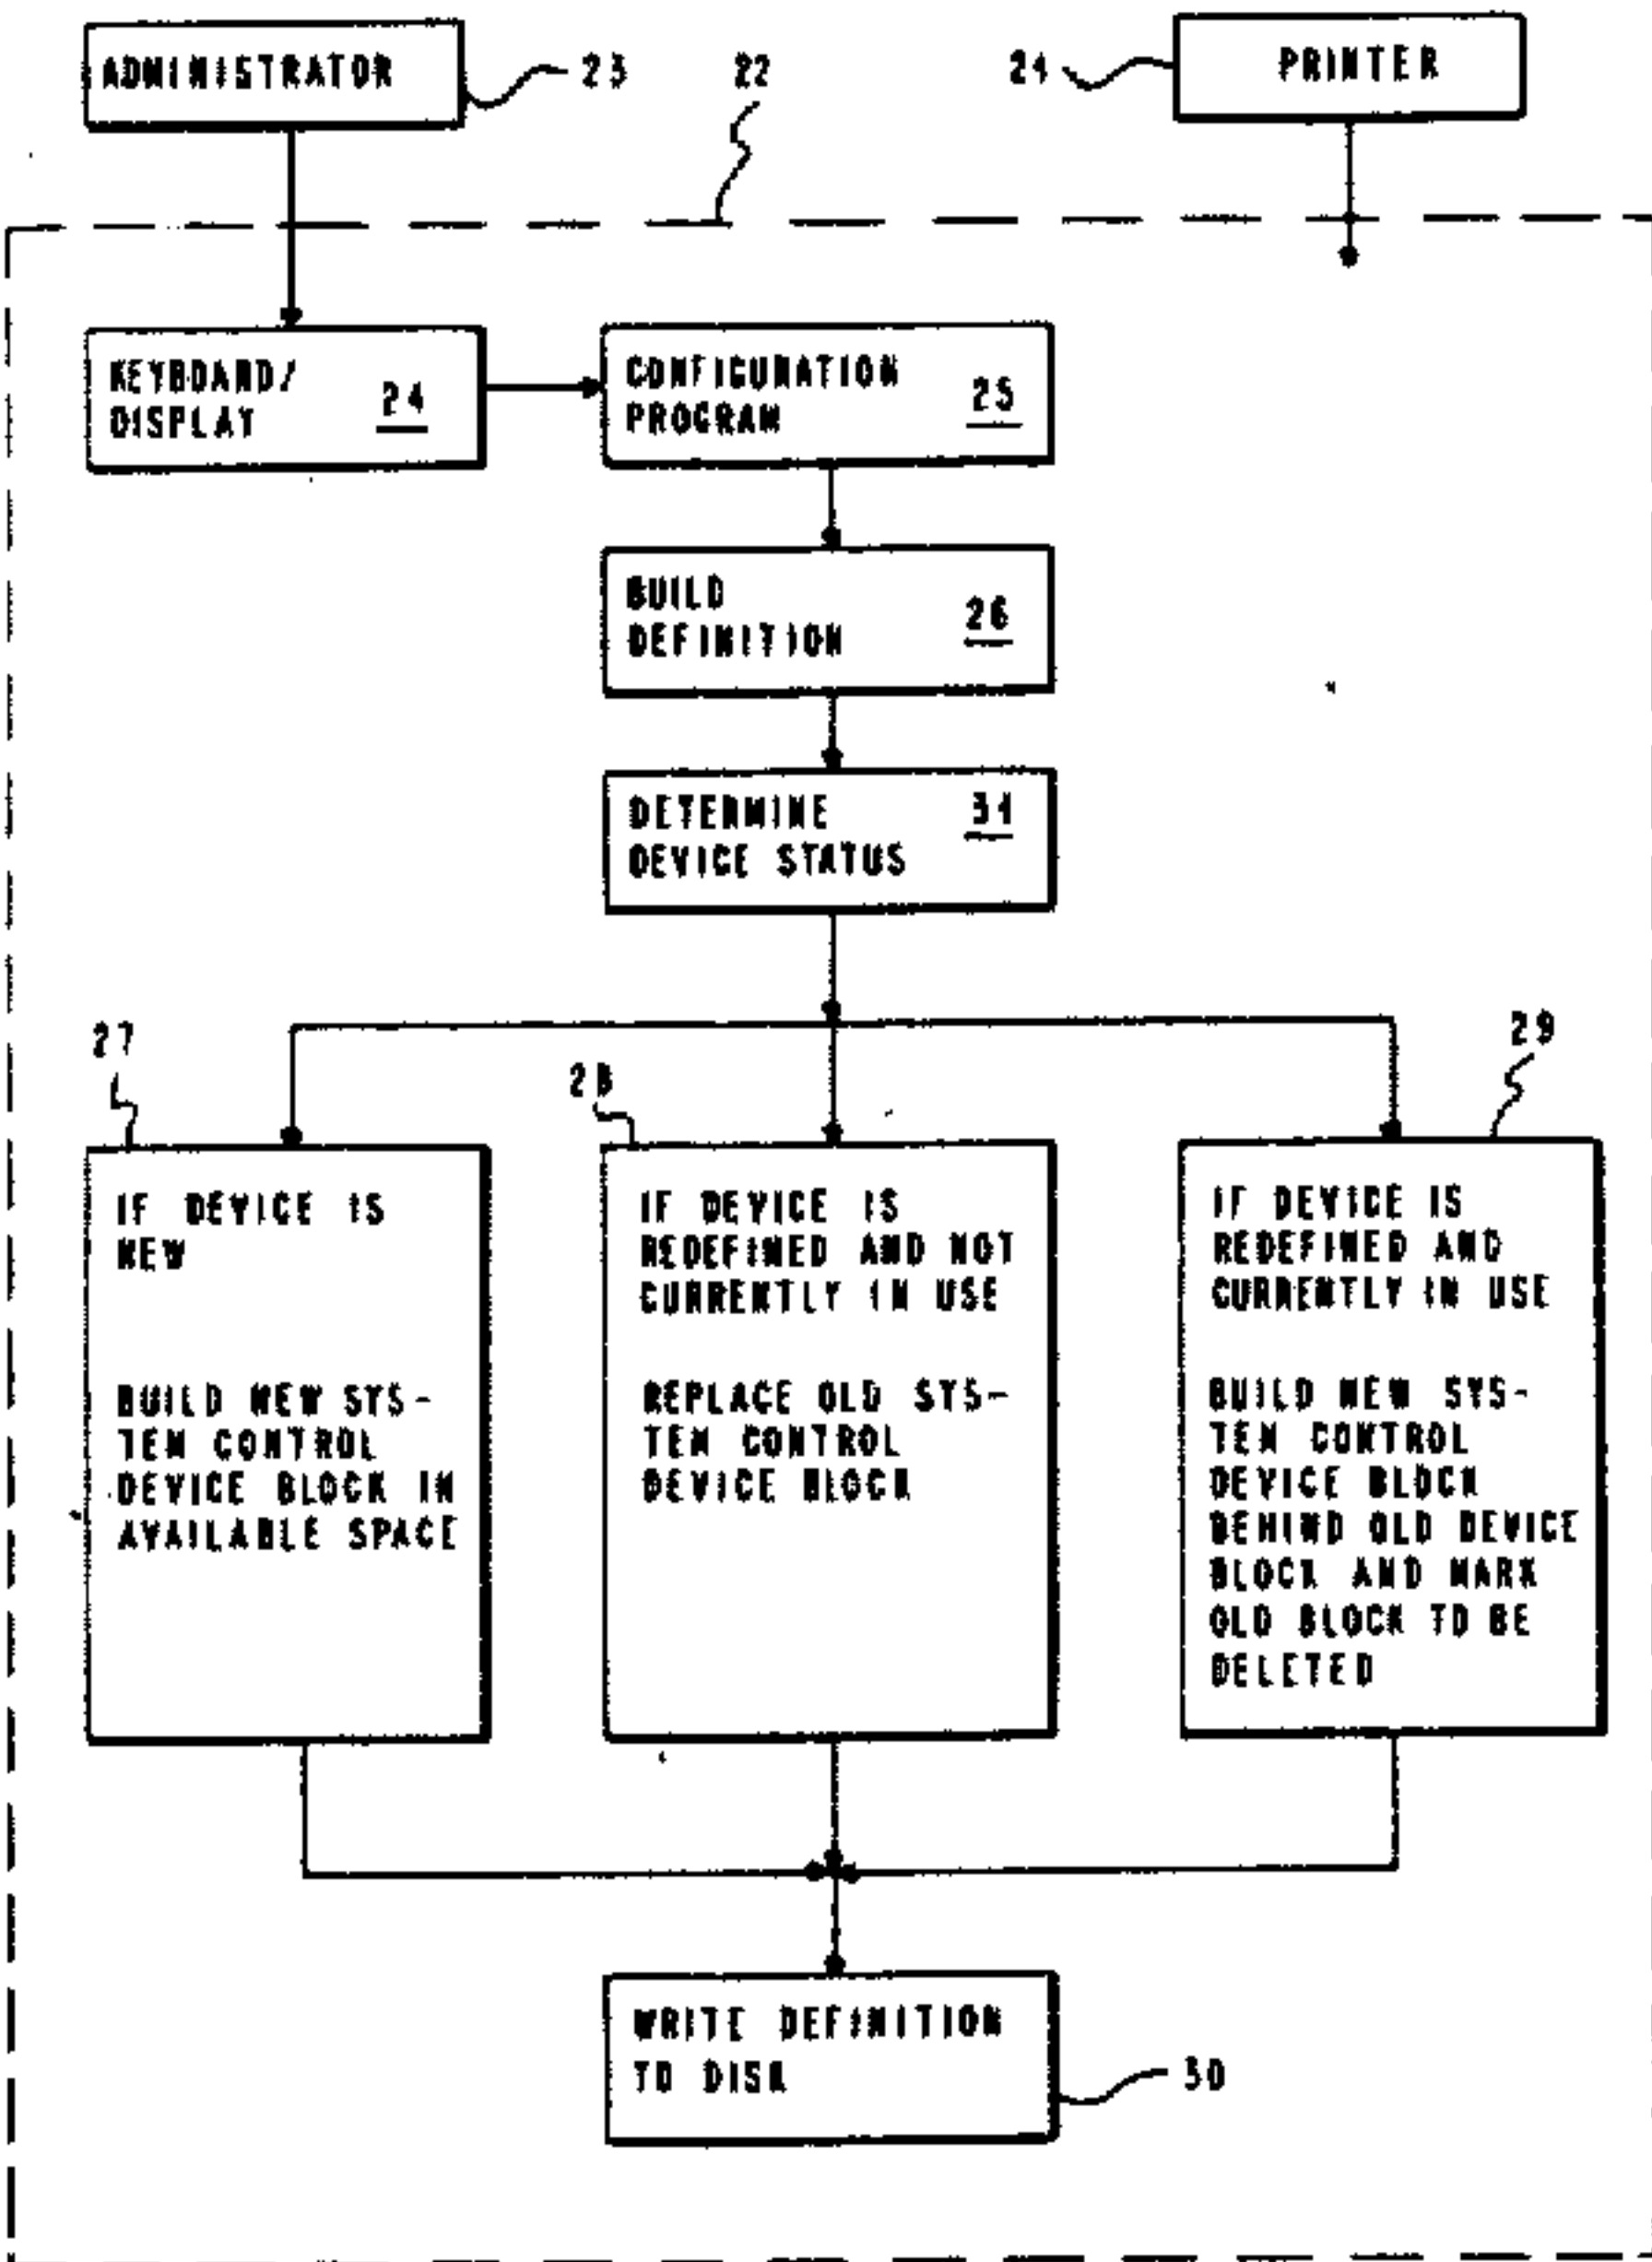 ADMINISTRATOR
23
22
24
PRINTER
KEYBOARD/
DISPLAY
24
CONFIGURATION
PROGRAM
25
BUILD
DEFINITION
26
DETERMINE
DEVICE STATUS
31
27
28
29
IF DEVICE IS
NEW
BUILD NEW SYS-
TEM CONTROL
DEVICE BLOCK IN
AVAILABLE SPACE
IF DEVICE IS
REDEFINED AND NOT
CURRENTLY IN USE
REPLACE OLD SYS-
TEM CONTROL
DEVICE BLOCK
IF DEVICE IS
REDEFINED AND
CURRENTLY IN USE
BUILD NEW SYS-
TEM CONTROL
DEVICE BLOCK
BEHIND OLD DEVICE
BLOCK AND MARK
OLD BLOCK TO BE
DELETED
WRITE DEFINITION
TO DISK
30